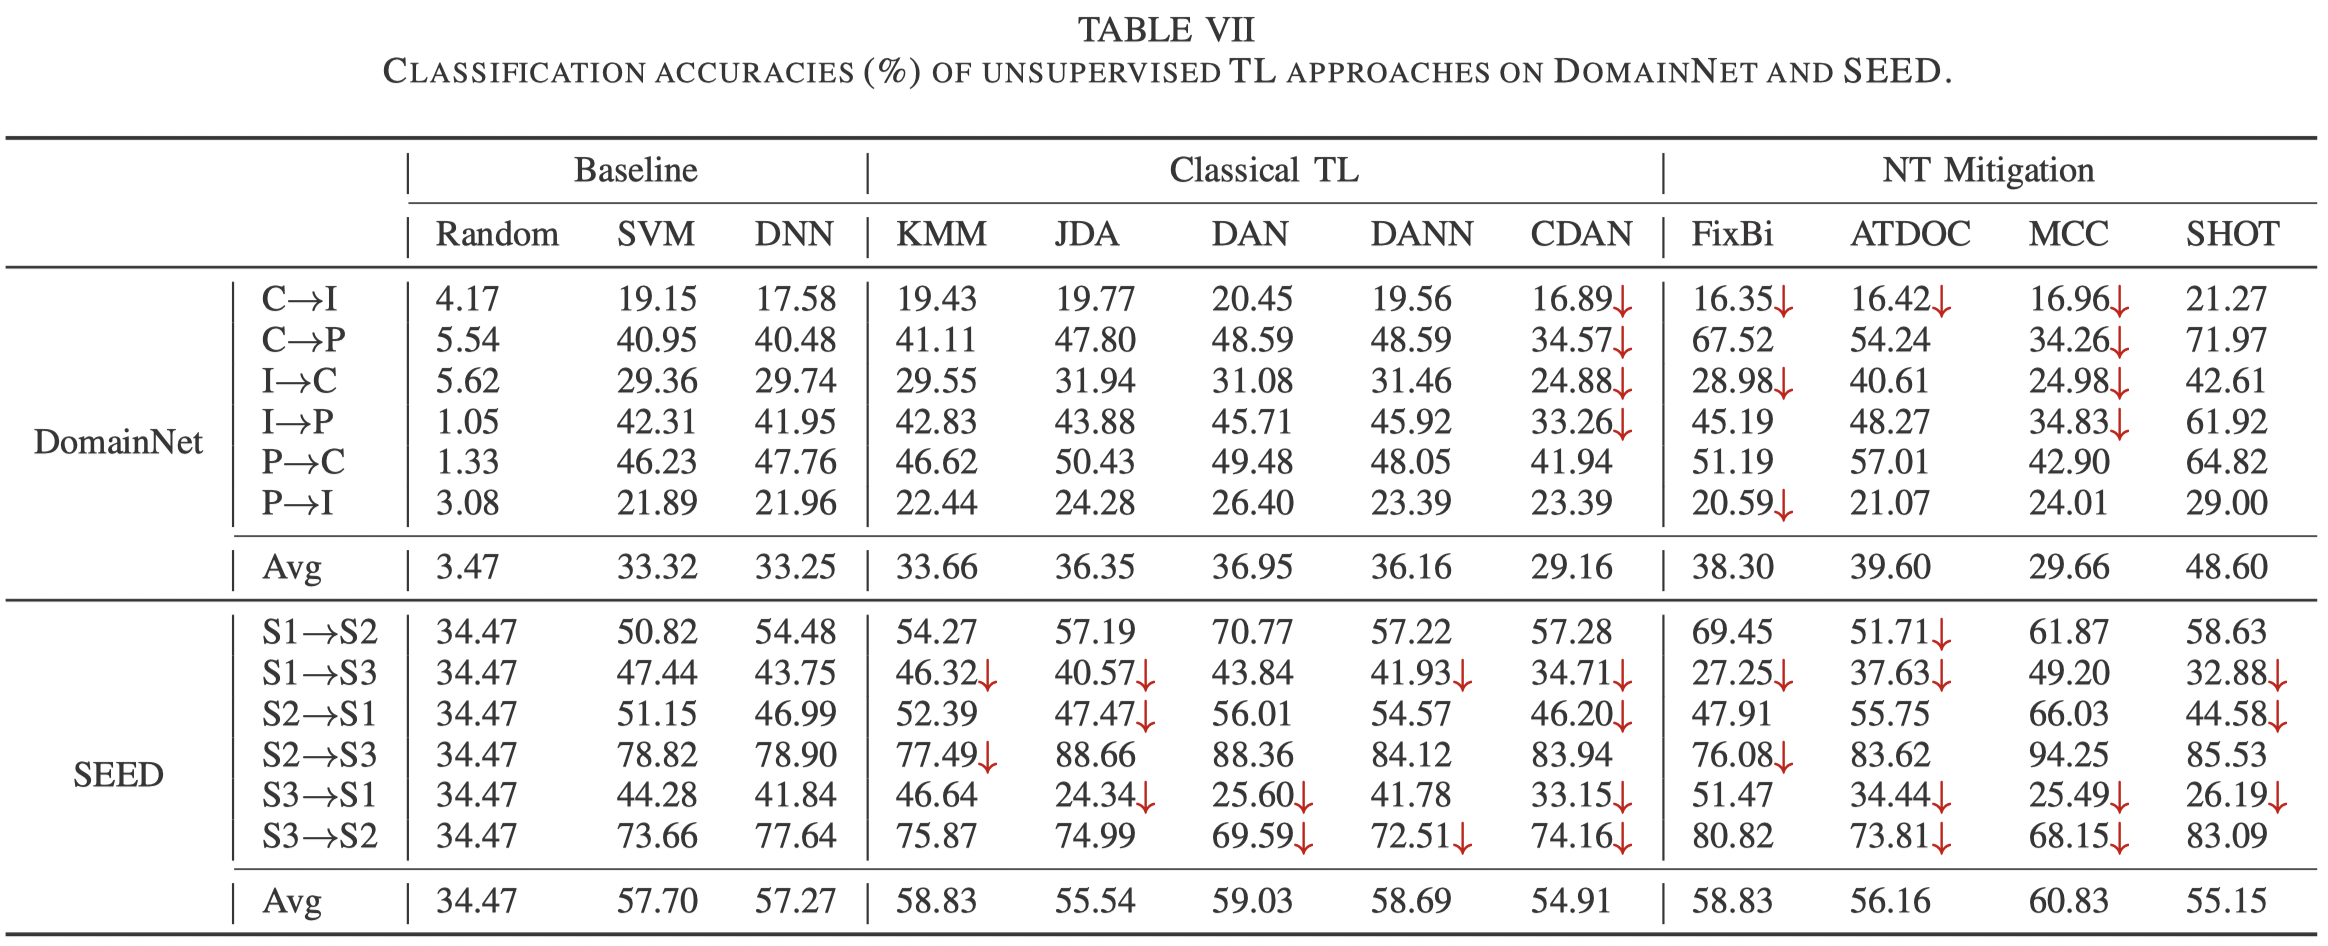 TABLE VII
CLASSIFICATION ACCURACIES (%) OF UNSUPERVISED TL APPROACHES ON DOMAINNET AND SEED.
Baseline Classical TL NT Mitigation
Random SVM DNN KMM JDA DAN DANN CDAN FixBi ATDOC MCC SHOT
C→I 4.17 19.15 17.58 19.43 19.77 20.45 19.56 16.89↓ 16.35↓ 16.42↓ 16.96↓ 21.27
C→P 5.54 40.95 40.48 41.11 47.80 48.59 48.59 34.57↓ 67.52 54.24 34.26↓ 71.97
I→C 5.62 29.36 29.74 29.55 31.94 31.08 31.46 24.88↓ 28.98↓ 40.61 24.98↓ 42.61
I→P 1.05 42.31 41.95 42.83 43.88 45.71 45.92 33.26↓ 45.19 48.27 34.83↓ 61.92
DomainNet
P→C 1.33 46.23 47.76 46.62 50.43 49.48 48.05 41.94 51.19 57.01 42.90 64.82
P→I 3.08 21.89 21.96 22.44 24.28 26.40 23.39 23.39 20.59↓ 21.07 24.01 29.00
Avg 3.47 33.32 33.25 33.66 36.35 36.95 36.16 29.16 38.30 39.60 29.66 48.60
S1→S2 34.47 50.82 54.48 54.27 57.19 70.77 57.22 57.28 69.45 51.71↓ 61.87 58.63
S1→S3 34.47 47.44 43.75 46.32↓ 40.57↓ 43.84 41.93↓ 34.71↓ 27.25↓ 37.63↓ 49.20 32.88↓
S2→S1 34.47 51.15 46.99 52.39 47.47↓ 56.01 54.57 46.20↓ 47.91 55.75 66.03 44.58↓
S2→S3 34.47 78.82 78.90 77.49↓ 88.66 88.36 84.12 83.94 76.08↓ 83.62 94.25 85.53
SEED
S3→S1 34.47 44.28 41.84 46.64 24.34↓ 25.60↓ 41.78 33.15↓ 51.47 34.44↓ 25.49↓ 26.19↓
S3→S2 34.47 73.66 77.64 75.87 74.99 69.59↓ 72.51↓ 74.16↓ 80.82 73.81↓ 68.15↓ 83.09
Avg 34.47 57.70 57.27 58.83 55.54 59.03 58.69 54.91 58.83 56.16 60.83 55.15